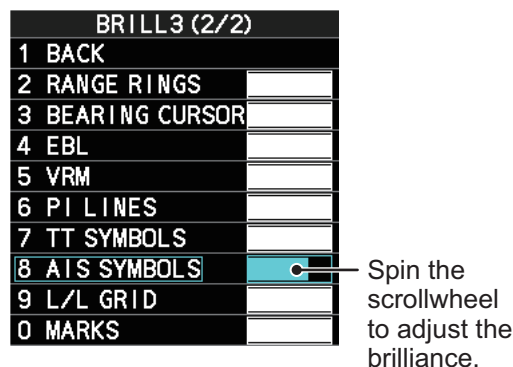 BRILL3 (2/2)
1 BACK
2 RANGE RINGS
3 BEARING CURSOR
4 EBL
5 VRM
6 PI LINES
7 TT SYMBOLS
8 AIS SYMBOLS
9 L/L GRID
0 MARKS
Spin the
scrollwheel
to adjust the
brilliance.